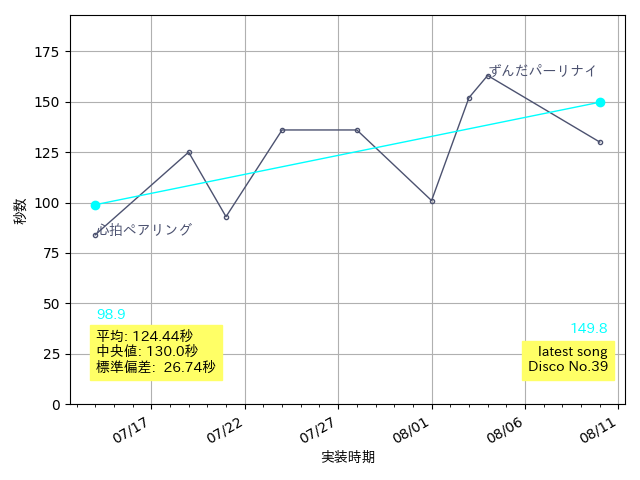 175
150
125
100
75
50
25
0
秒数
ずんだパーリナイ
心拍ペアリング
98.9
平均: 124.44秒
中央値: 130.0秒
標準偏差: 26.74秒
149.8
latest song
Disco No.39
07/17
07/22
07/27
08/01
08/06
08/11
実装時期